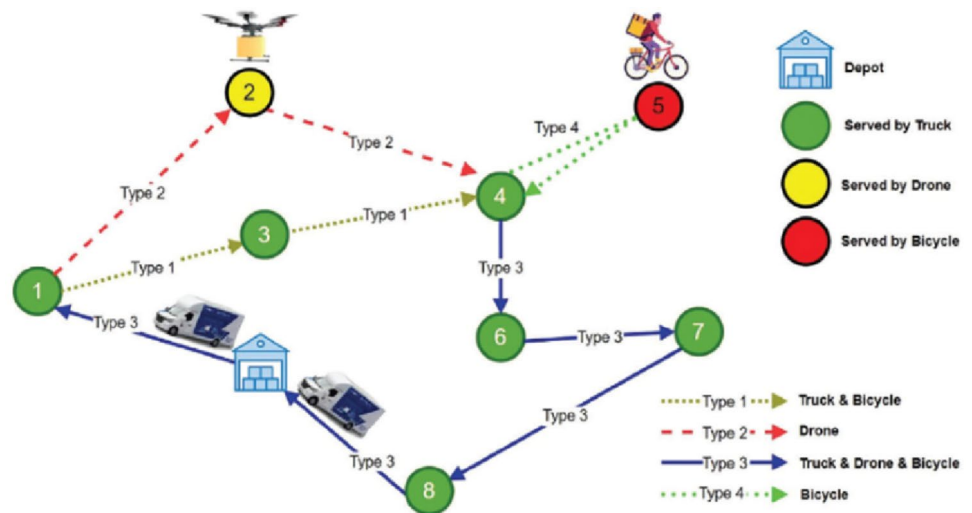 2
Type 2
Type 2
Type 4
5
4
3
Type 1
Type 1
1
Type 3
Type 3
6
Type 3
7
Type 3
Type 3
8
Depot
Served by Truck
Served by Drone
Served by Bicycle
Type 1 Truck & Bicycle
Type 2 Drone
Type 3 Truck & Drone & Bicycle
Type 4 Bicycle